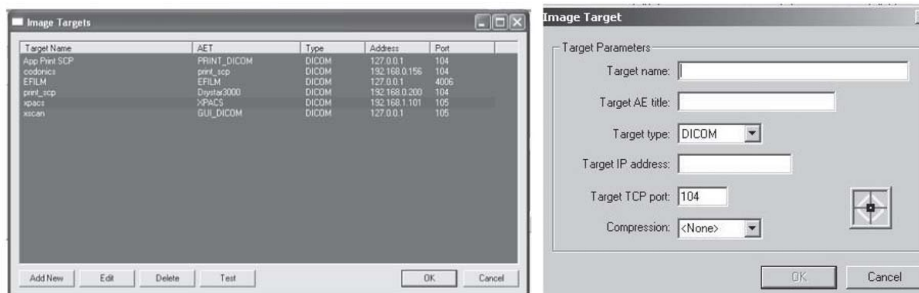 Image Targets
Target Name AET Type Address Port
App Print SCP PRINT_DICOM DICOM 127.0.0.1 104
codonics print_scp DICOM 192.168.0.156 104
EFILM EFILM DICOM 127.0.0.1 4006
print_scp Drystar3000 DICOM 192.168.0.200 104
xpacs XPACS DICOM 192.168.1.101 105
xscan GUI_DICOM DICOM 127.0.0.1 105
Add New Edit Delete Test OK Cancel
Image Target
Target Parameters
Target name:
Target AE title:
Target type: DICOM
Target IP address:
Target TCP port: 104
Compression: <None>
OK Cancel